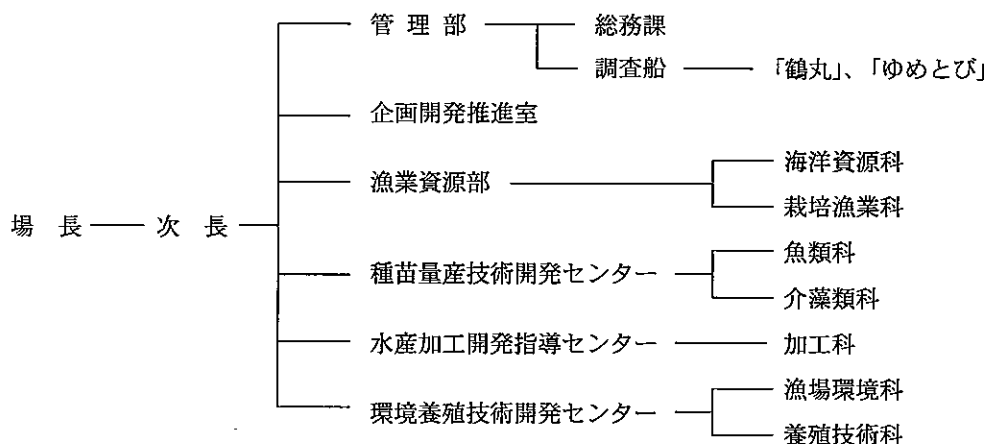 管理部 総務課
調査船 「鶴丸」、「ゆめとび」
企画開発推進室
海洋資源科
漁業資源部
栽培漁業科
場長 次長
魚類科
種苗量産技術開発センター
介藻類科
水産加工開発指導センター 加工科
漁場環境科
環境養殖技術開発センター
養殖技術科